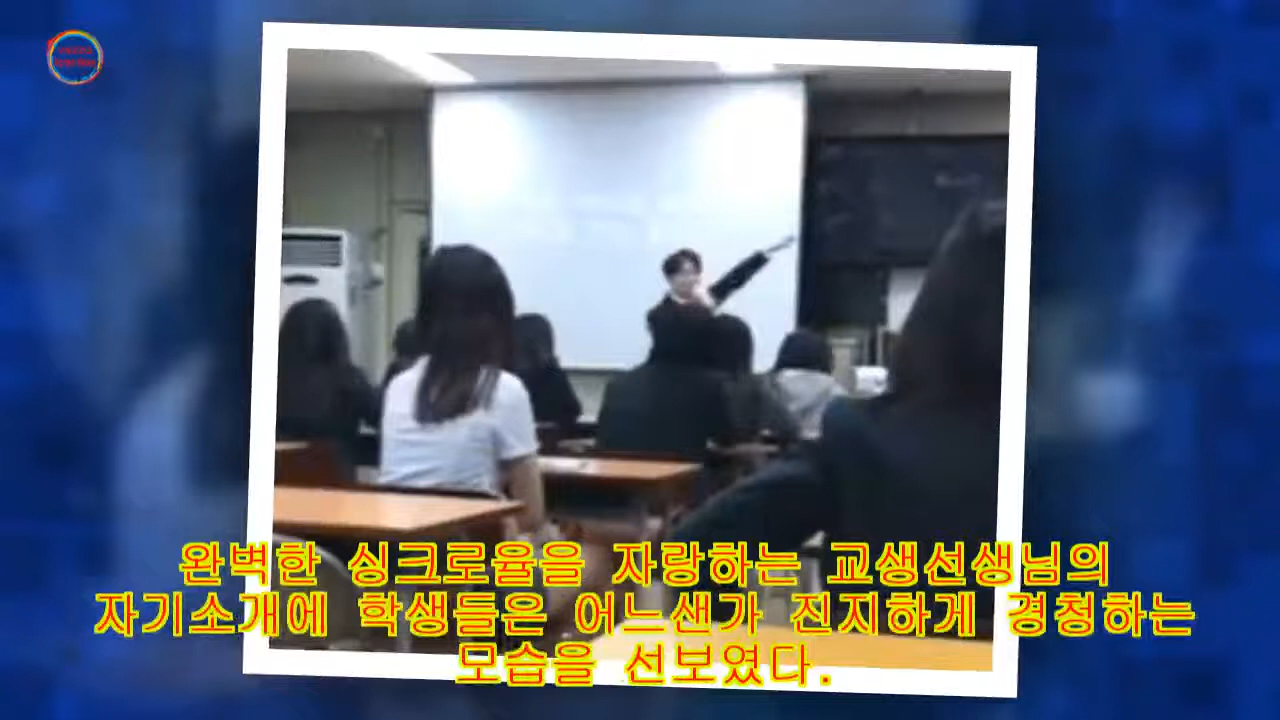 완벽한 싱크로율을 자랑하는 교생선생님의
자기소개에 학생들은 어느샌가 진지하게 경청하는
모습을 선보였다.